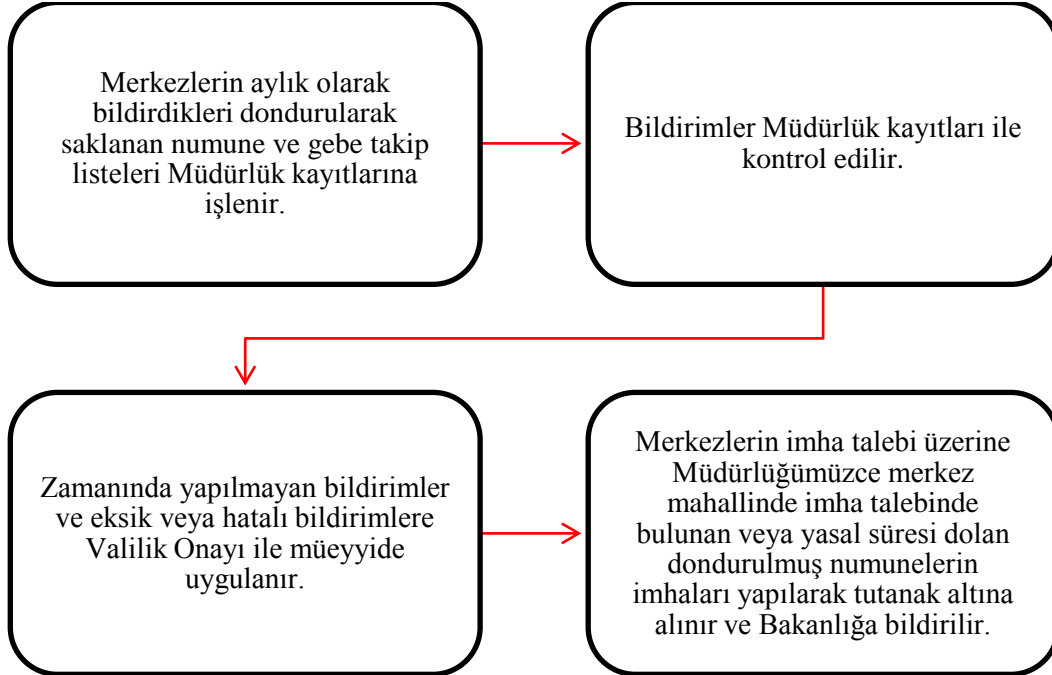 Merkezlerin aylık olarak
bildirdikleri dondurularak
saklanan numune ve gebe takip
listeleri Müdürlük kayıtlarına
işlenir.
Bildirimler Müdürlük kayıtları ile
kontrol edilir.
Zamanında yapılmayan bildirimler
ve eksik veya hatalı bildirimlere
Valilik Onayı ile müeyyide
uygulanır.
Merkezlerin imha talebi üzerine
Müdürlüğümüzce merkez
mahallinde imha talebinde
bulunan veya yasal süresi dolan
dondurulmuş numunelerin
imhaları yapılarak tutanak altına
alınır ve Bakanlığa bildirilir.